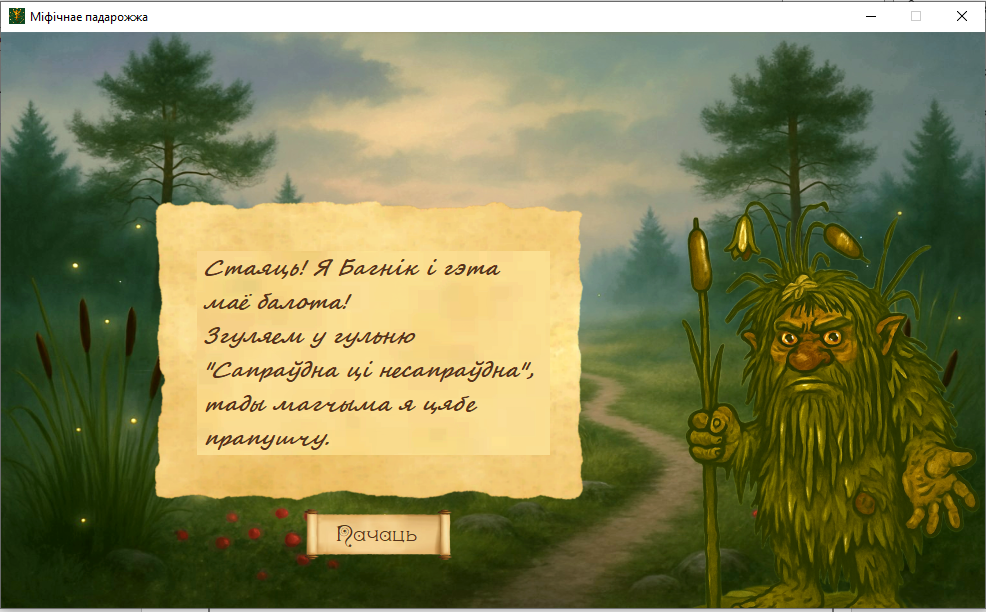 Міфічнае падарожжа
Стаяць! Я Багнік і гэта
маё балота!
Згуляем у гульню
"Сапраўдна ці несапраўдна",
тады магчыма я цябе
прапушчу.
Пачаць